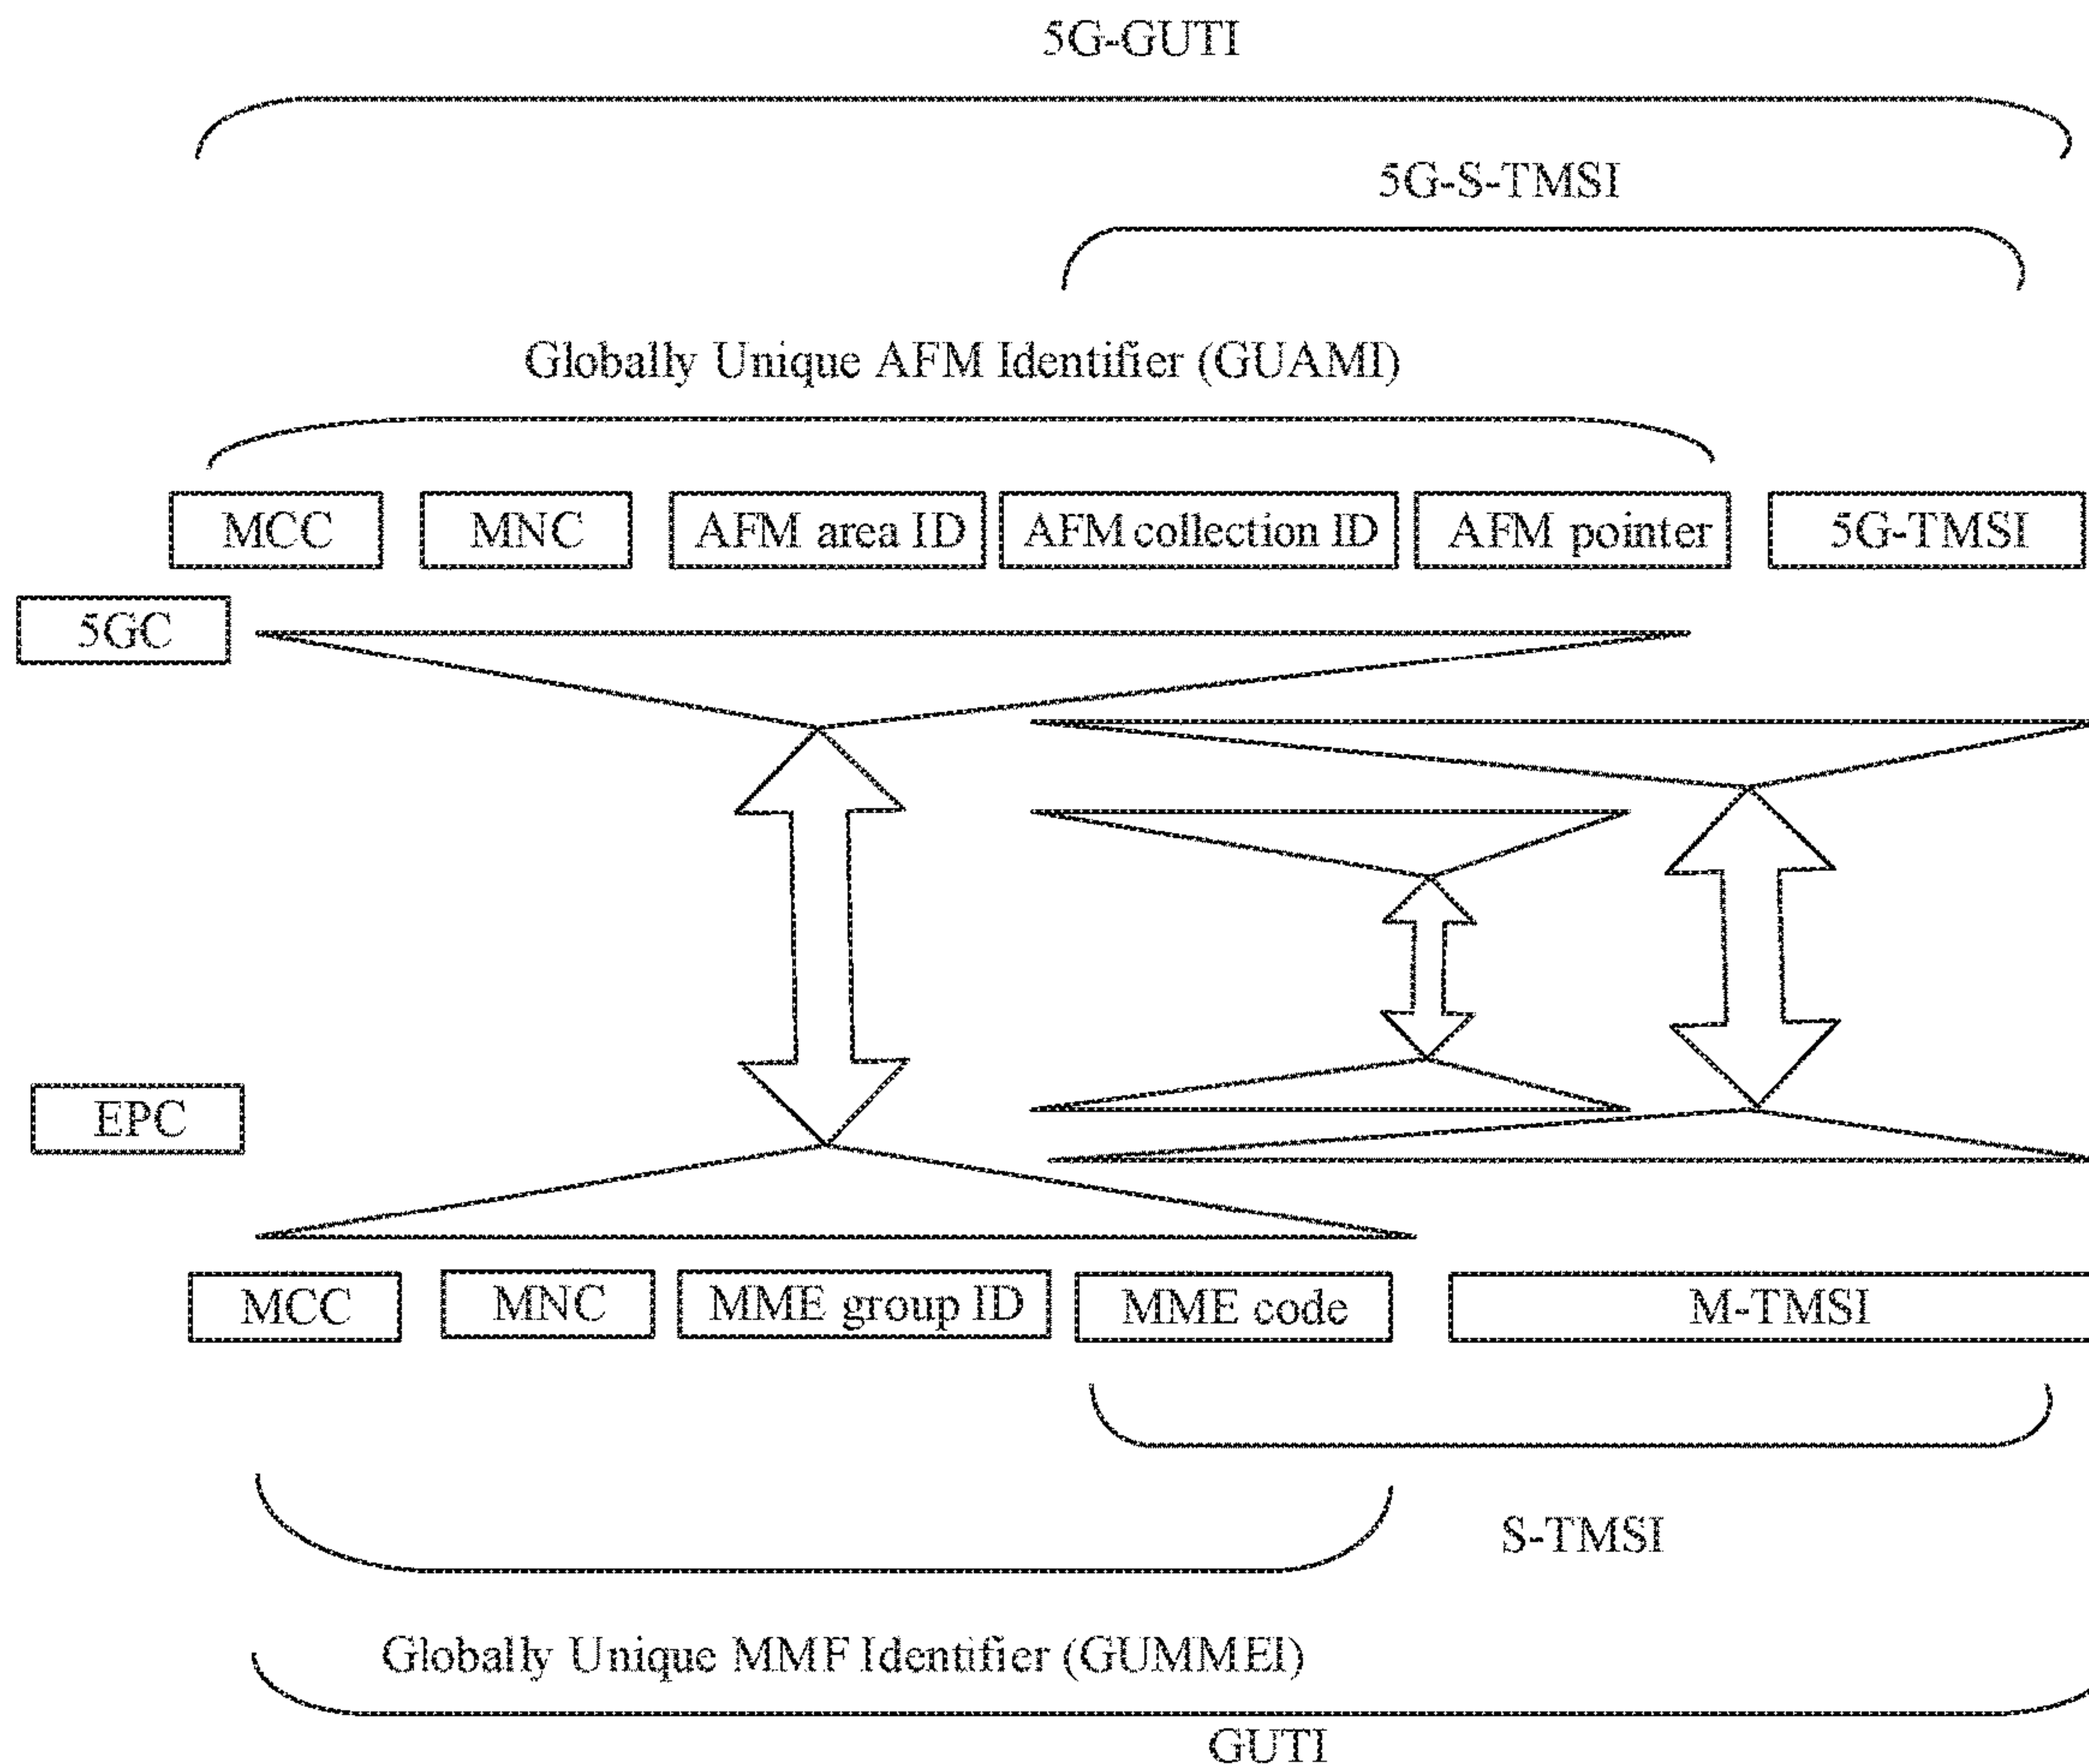 5G-GUTI
5G-S-TMSI
Globally Unique AFM Identifier (GUAMI)
MCC MNC AFM area ID AFM collection ID AFM pointer 5G-TMSI
5GC
EPC
MCC MNC MME group ID MME code M-TMSI
S-TMSI
Globally Unique MMF Identifier (GUMMEI)
GUTI